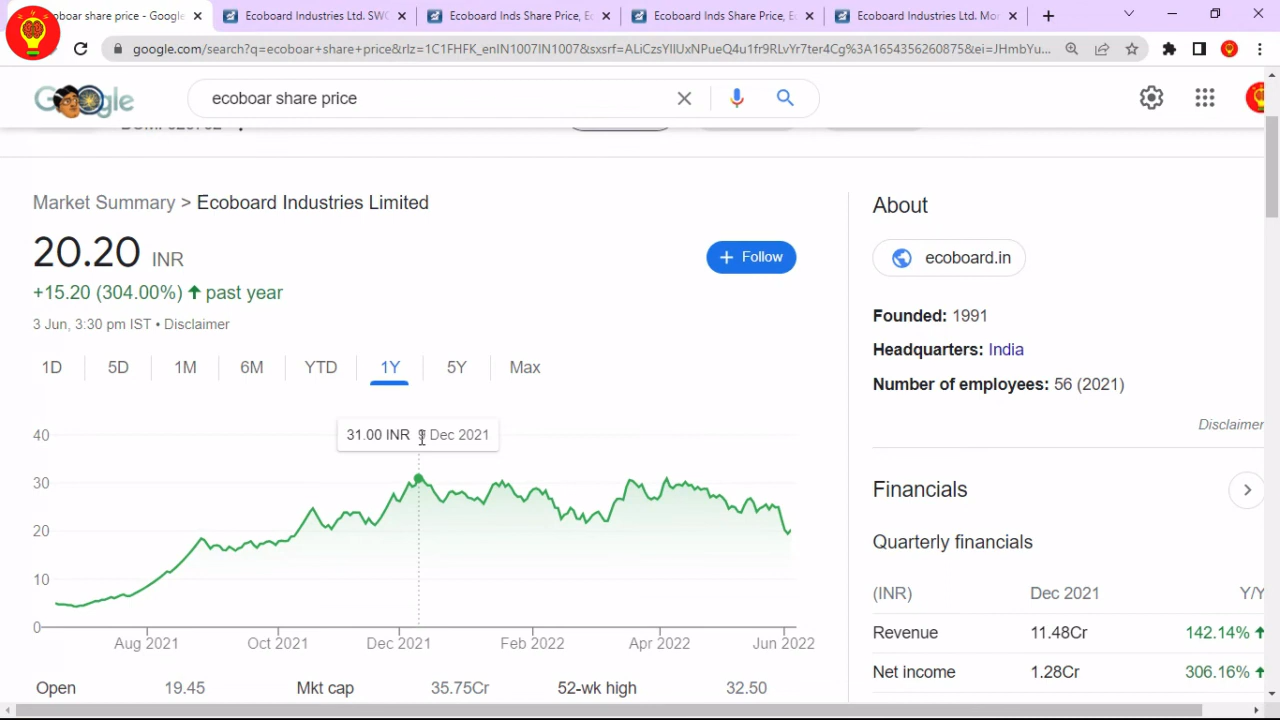 oar share price - Google
Ecoboard Industries Ltd. SWO
Ecoboard Inds Share Price, Ec
Ecoboard Inds Share Price, Ec
Ecoboard Industries Ltd. Mor
google.com/search?q=ecoboar+share+price&rlz=1C1FHFK_enIN1007IN1007&sxsrf=ALiCzsYIIUxNPueQ4u1fr9RLvYr7ter4Cg%3A1654356260875&ei=JHmbYu...
ecoboar share price
Market Summary > Ecoboard Industries Limited
20.20 INR
+ Follow
+15.20 (304.00%) ↑ past year
3 Jun, 3:30 pm IST • Disclaimer
1D 5D 1M 6M YTD 1Y 5Y Max
31.00 INR 9 Dec 2021
40
30
20
10
0
Aug 2021 Oct 2021 Dec 2021 Feb 2022 Apr 2022 Jun 2022
Open 19.45 Mkt cap 35.75Cr 52-wk high 32.50
About
ecoboard.in
Founded: 1991
Headquarters: India
Number of employees: 56 (2021)
Disclaimer
Financials
Quarterly financials
(INR) Dec 2021 Y/Y
Revenue 11.48Cr 142.14% ↑
Net income 1.28Cr 306.16% ↑